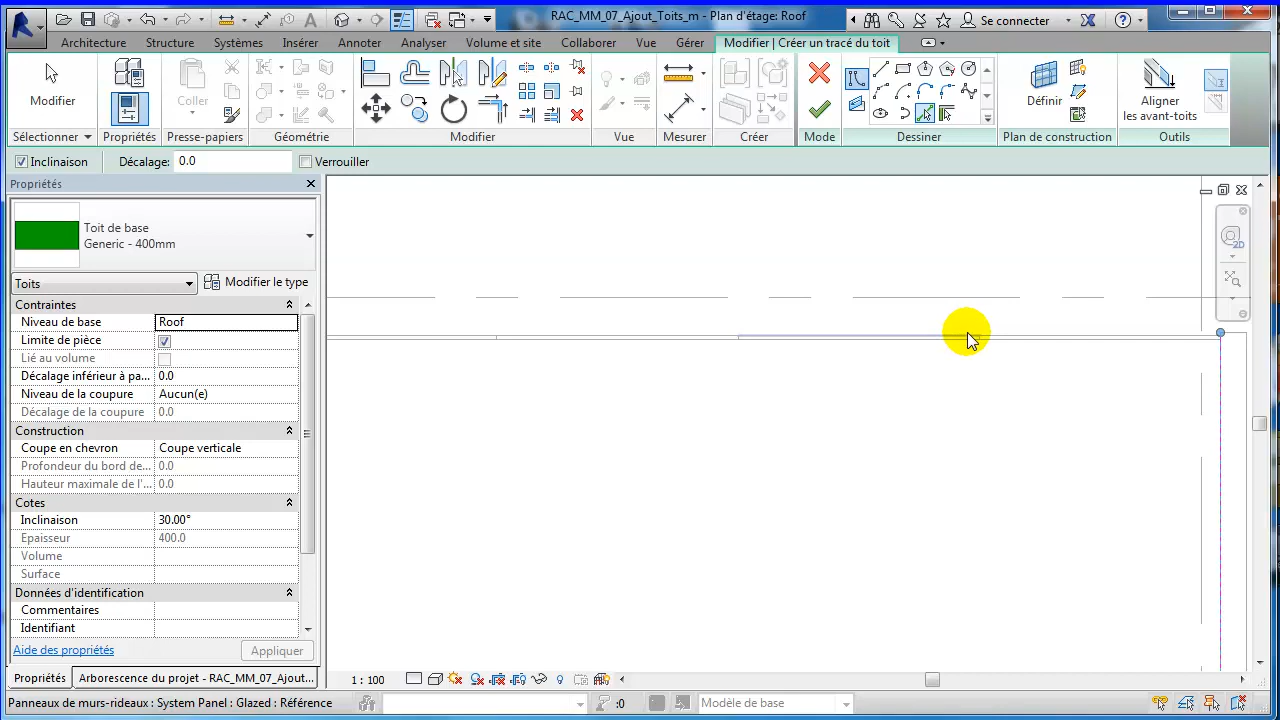 RAC_MM_07_Ajout_Toits_m - Plan d'étage: Roof
Se connecter
Architecture Structure Systèmes Insérer Annoter Analyser Volume et site Collaborer Vue Gérer Modifier | Créer un tracé du toit
Modifier Coller Définir Aligner les avant-toits
Sélectionner Propriétés Presse-papiers Géométrie Modifier Vue Mesurer Créer Mode Dessiner Plan de construction Outils
Inclinaison Décalage: 0.0 Verrouiller
Propriétés
2D
Toit de base
Generic - 400mm
Toits Modifier le type
Contraintes
Niveau de base Roof
Limite de pièce
Lié au volume
Décalage inférieur à pa... 0.0
Niveau de la coupure Aucun(e)
Décalage de la coupure 0.0
Construction
Coupe en chevron Coupe verticale
Profondeur du bord de... 0.0
Hauteur maximale de l'... 0.0
Cotes
Inclinaison 30.00°
Epaisseur 400.0
Volume
Surface
Données d'identification
Commentaires
Identifiant
Aide des propriétés Appliquer
Propriétés Arborescence du projet - RAC_MM_07_Ajout... 1 : 100
Panneaux de murs-rideaux : System Panel : Glazed : Référence :0 Modèle de base